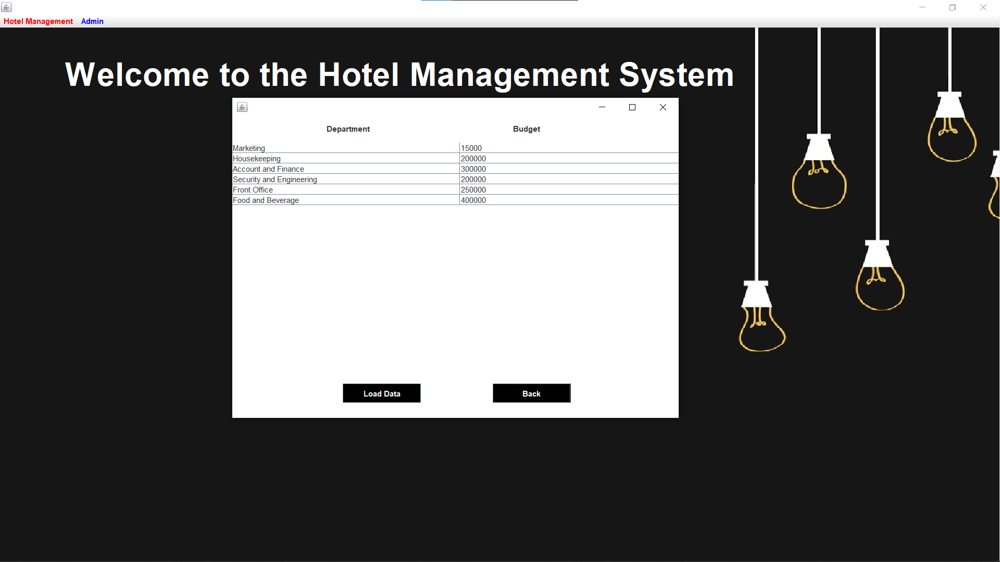 Hotel Management Admin
Welcome to the Hotel Management System
Department Budget
Marketing 15000
Housekeeping 200000
Account and Finance 300000
Security and Engineering 200000
Front Office 250000
Food and Beverage 400000
Load Data Back